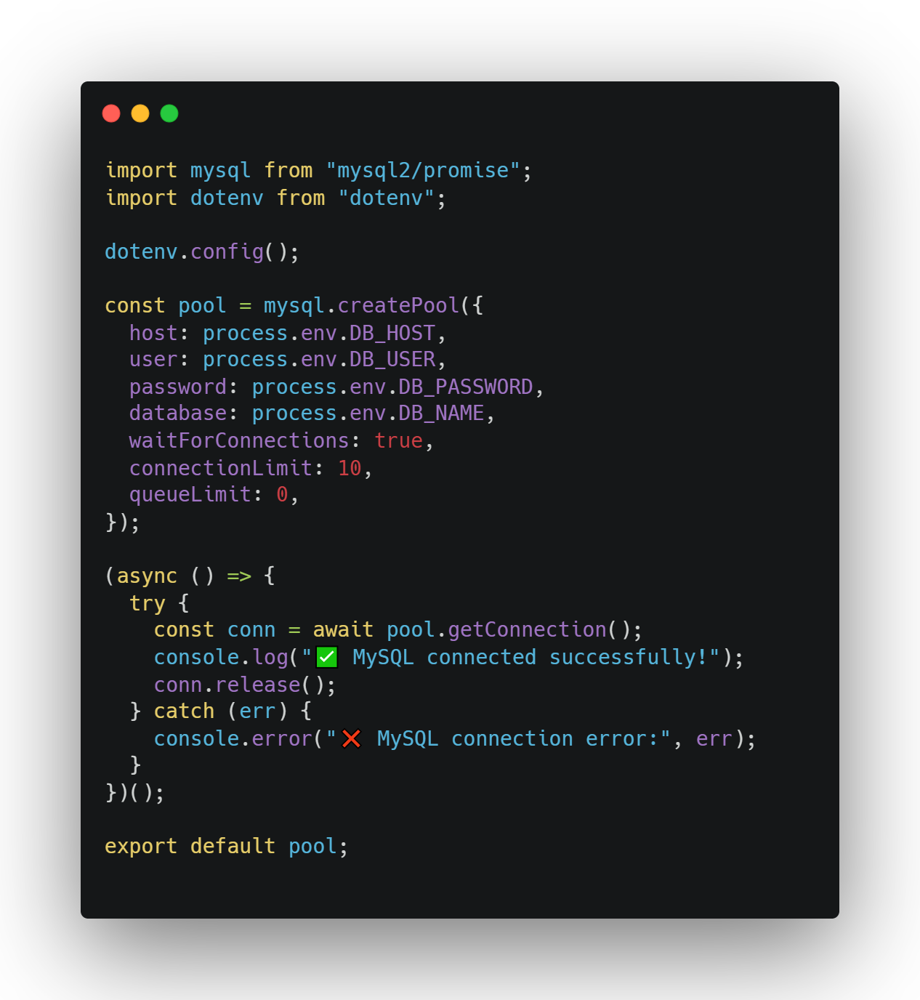 import mysql from "mysql2/promise";
import dotenv from "dotenv";

dotenv.config();

const pool = mysql.createPool({
  host: process.env.DB_HOST,
  user: process.env.DB_USER,
  password: process.env.DB_PASSWORD,
  database: process.env.DB_NAME,
  waitForConnections: true,
  connectionLimit: 10,
  queueLimit: 0,
});

(async () => {
  try {
    const conn = await pool.getConnection();
    console.log("✅ MySQL connected successfully!");
    conn.release();
  } catch (err) {
    console.error("❌ MySQL connection error:", err);
  }
})();

export default pool;